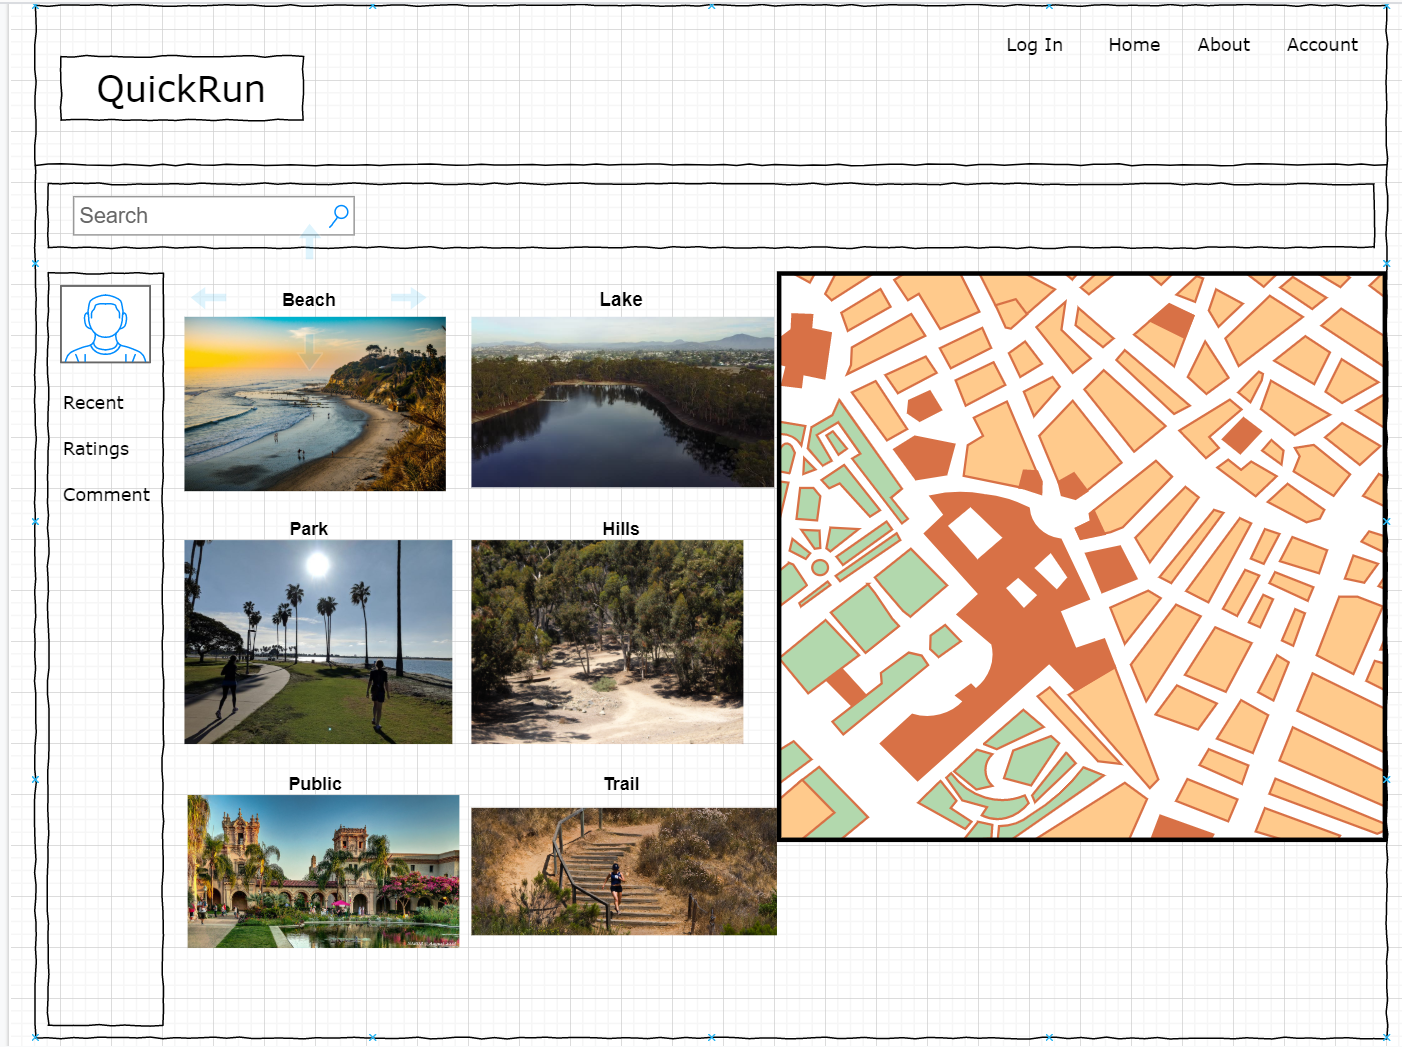 Log In Home About Account
QuickRun
Search
Beach Lake
Recent
Ratings
Comment
Park Hills
Public Trail